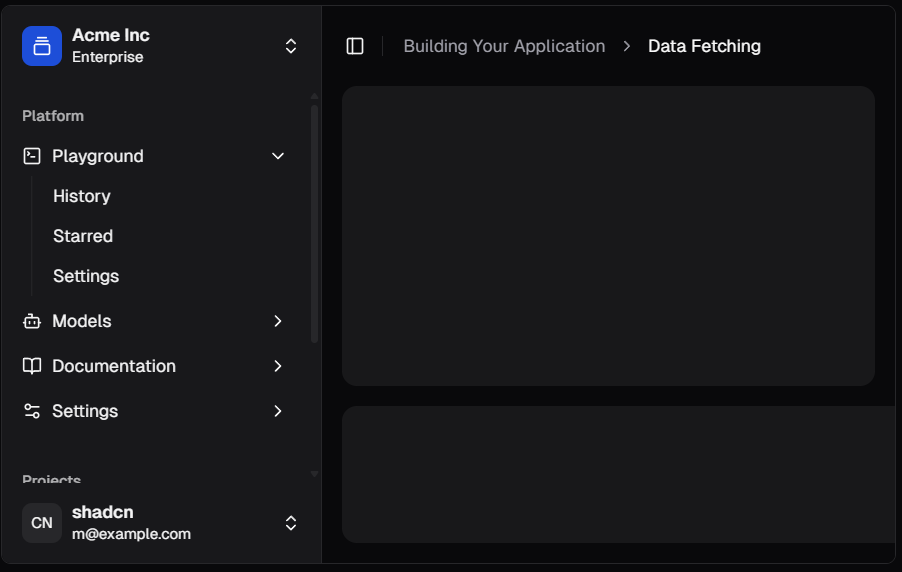 Acme Inc
Enterprise
Building Your Application > Data Fetching
Platform
Playground
History
Starred
Settings
Models
Documentation
Settings
Projects
CN
shadcn
m@example.com